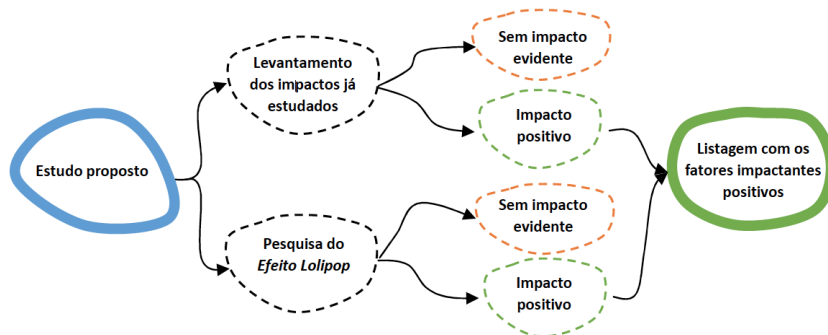 Estudo proposto
Levantamento
dos impactos já
estudados
Sem impacto
evidente
Impacto
positivo
Pesquisa do
Efeito Lolipop
Sem impacto
evidente
Impacto
positivo
Listagem com os
fatores impactantes
positivos